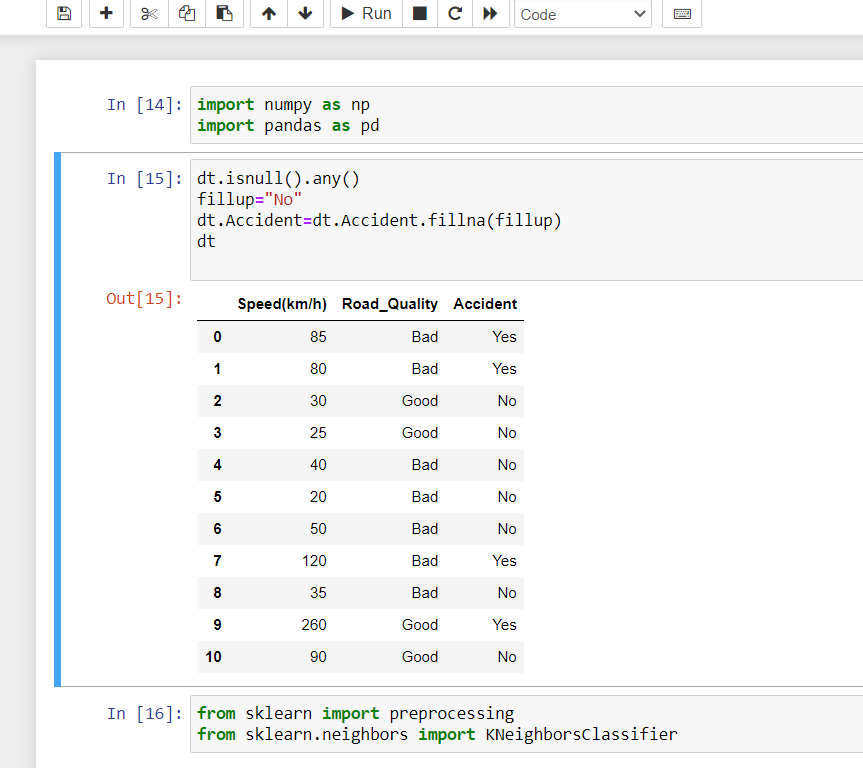 Run
Code
In [14]:
import numpy as np
import pandas as pd
In [15]:
dt.isnull().any()
fillup="No"
dt.Accident=dt.Accident.fillna(fillup)
dt
Out[15]:
Speed(km/h) Road_Quality Accident
0 85 Bad Yes
1 80 Bad Yes
2 30 Good No
3 25 Good No
4 40 Bad No
5 20 Bad No
6 50 Bad No
7 120 Bad Yes
8 35 Bad No
9 260 Good Yes
10 90 Good No
In [16]:
from sklearn import preprocessing
from sklearn.neighbors import KNeighborsClassifier